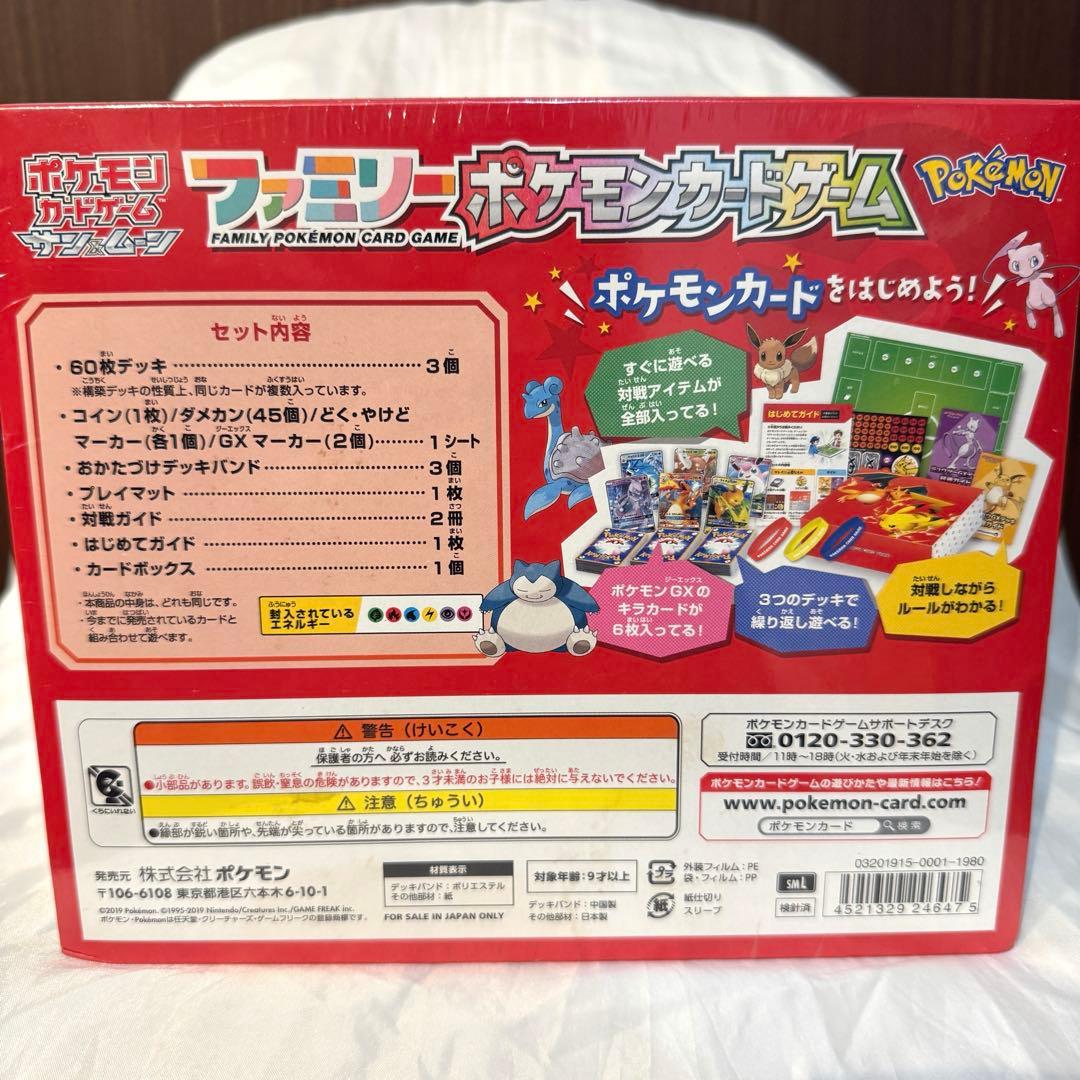 ポケモン
カードゲーム™
サン&ムーン
ファミリーポケモンカードゲーム
FAMILY POKÉMON CARD GAME
POKéMON
ポケモンカードをはじめよう!
セット内容
・60枚デッキ 3個
※構築デッキの性質上、同じカードが複数入っています。
・コイン(1枚)/ダメカン(45個)/どく・やけど
マーカー(各1個)/GXマーカー(2個) 1シート
・おかたづけデッキバンド 3個
・プレイマット 1枚
・対戦ガイド 2冊
・はじめてガイド 1枚
・カードボックス 1個
・本商品の中身は、どれも同じです。
・今までに発売されているカードと
組み合わせて遊べます。
封入されている
エネルギー
すぐに遊べる
対戦アイテムが
全部入ってる!
はじめてガイド
ポケモンGXの
キラカードが
6枚入ってる!
3つのデッキで
繰り返し遊べる!
対戦しながら
ルールがわかる!
くちにいれない
⚠ 警告(けいこく)
保護者の方へ 必ずお読みください。
●小部品があります。誤飲・窒息の危険がありますので、3才未満のお子様には絶対に与えないでください。
⚠ 注意(ちゅうい)
●縁部が鋭い箇所や、先端が尖っている箇所がありますので、注意してください。
ポケモンカードゲームサポートデスク
0120-330-362
受付時間/11時~18時(火・水および年末年始を除く)
ポケモンカードゲームの遊びかたや最新情報はこちら!
www.pokemon-card.com
ポケモンカード 検索
発売元 株式会社ポケモン
〒106-6108 東京都港区六本木6-10-1
©2019 Pokémon. ©1995-2019 Nintendo/Creatures Inc./GAME FREAK inc.
ポケモン・Pokémonは任天堂・クリーチャーズ・ゲームフリークの登録商標です。
材質表示
デッキバンド:ポリエステル
その他部材:紙
FOR SALE IN JAPAN ONLY
対象年齢:9才以上
デッキバンド:中国製
その他部材:日本製
プラ
外装フィルム:PE
袋・フィルム:PP
紙
紙仕切り
スリーブ
SML
検計済
03201915-0001-1980
4521329 246475